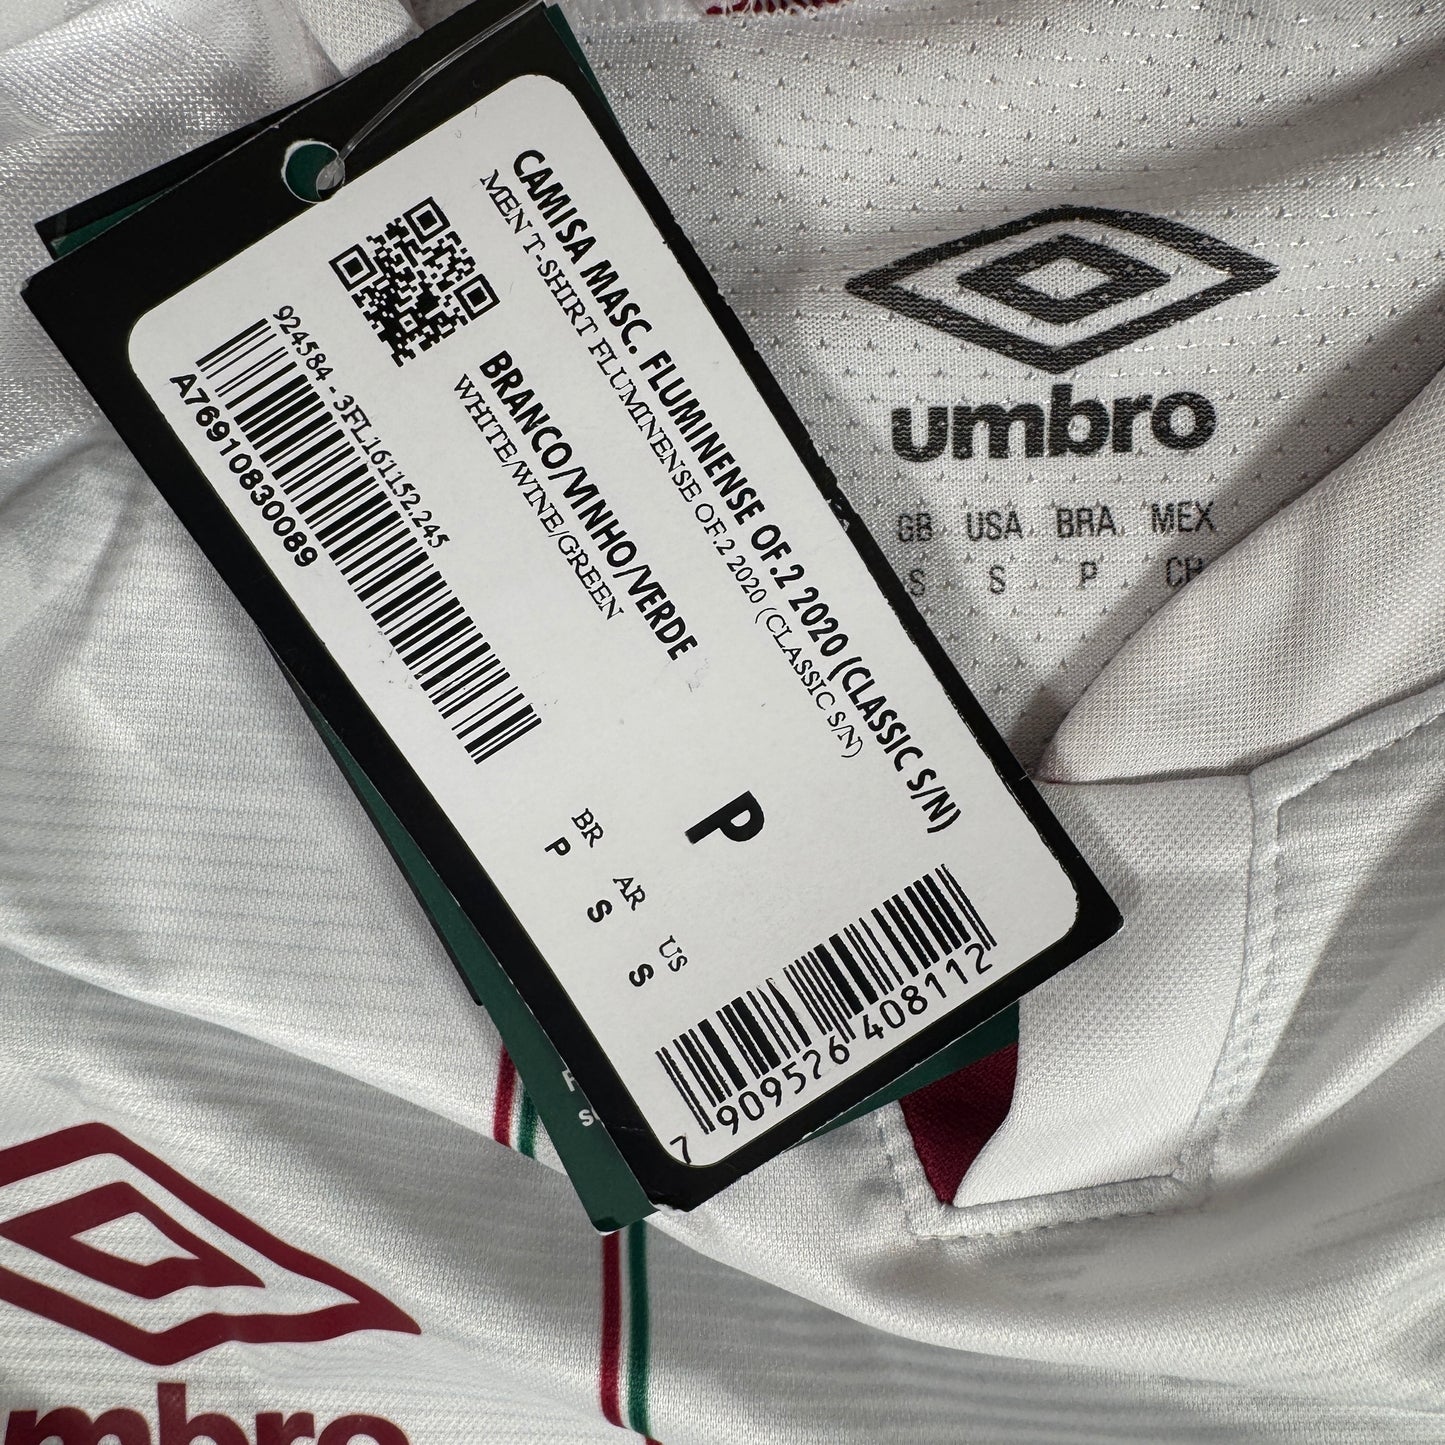 CAMISA MASC. FLUMINENSE OF.2 2020 (CLASSIC S/N)
MEN T-SHIRT FLUMINENSE OF.2 2020 (CLASSIC S/N)
BRANCO/VINHO/VERDE
WHITE/WINE/GREEN
924584 - 3FL161152.245
A76910830089
P
BR AR US
P S S
7 909526 408112
umbro
GB USA BRA MEX
S S P CH
mbro